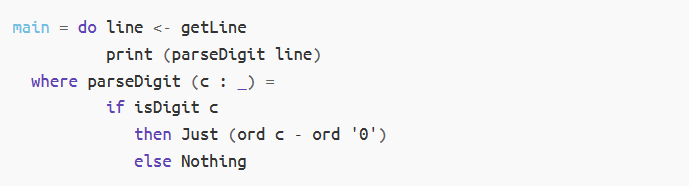 main = do line <- getLine
          print (parseDigit line)
  where parseDigit (c : _) =
          if isDigit c
             then Just (ord c - ord '0')
             else Nothing